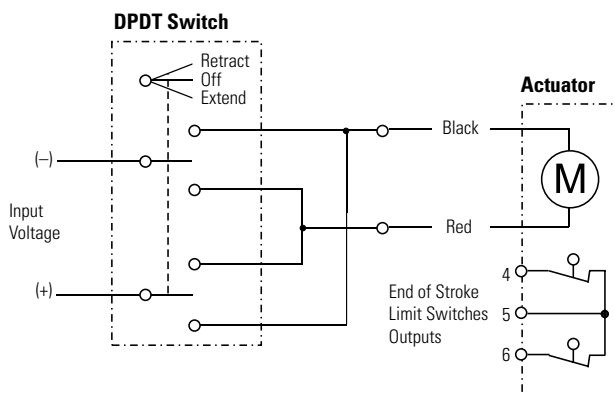 DPDT Switch
Retract
Off
Extend
Actuator
(–)
Black
M
Input
Voltage
Red
(+)
End of Stroke
Limit Switches
Outputs
4
5
6